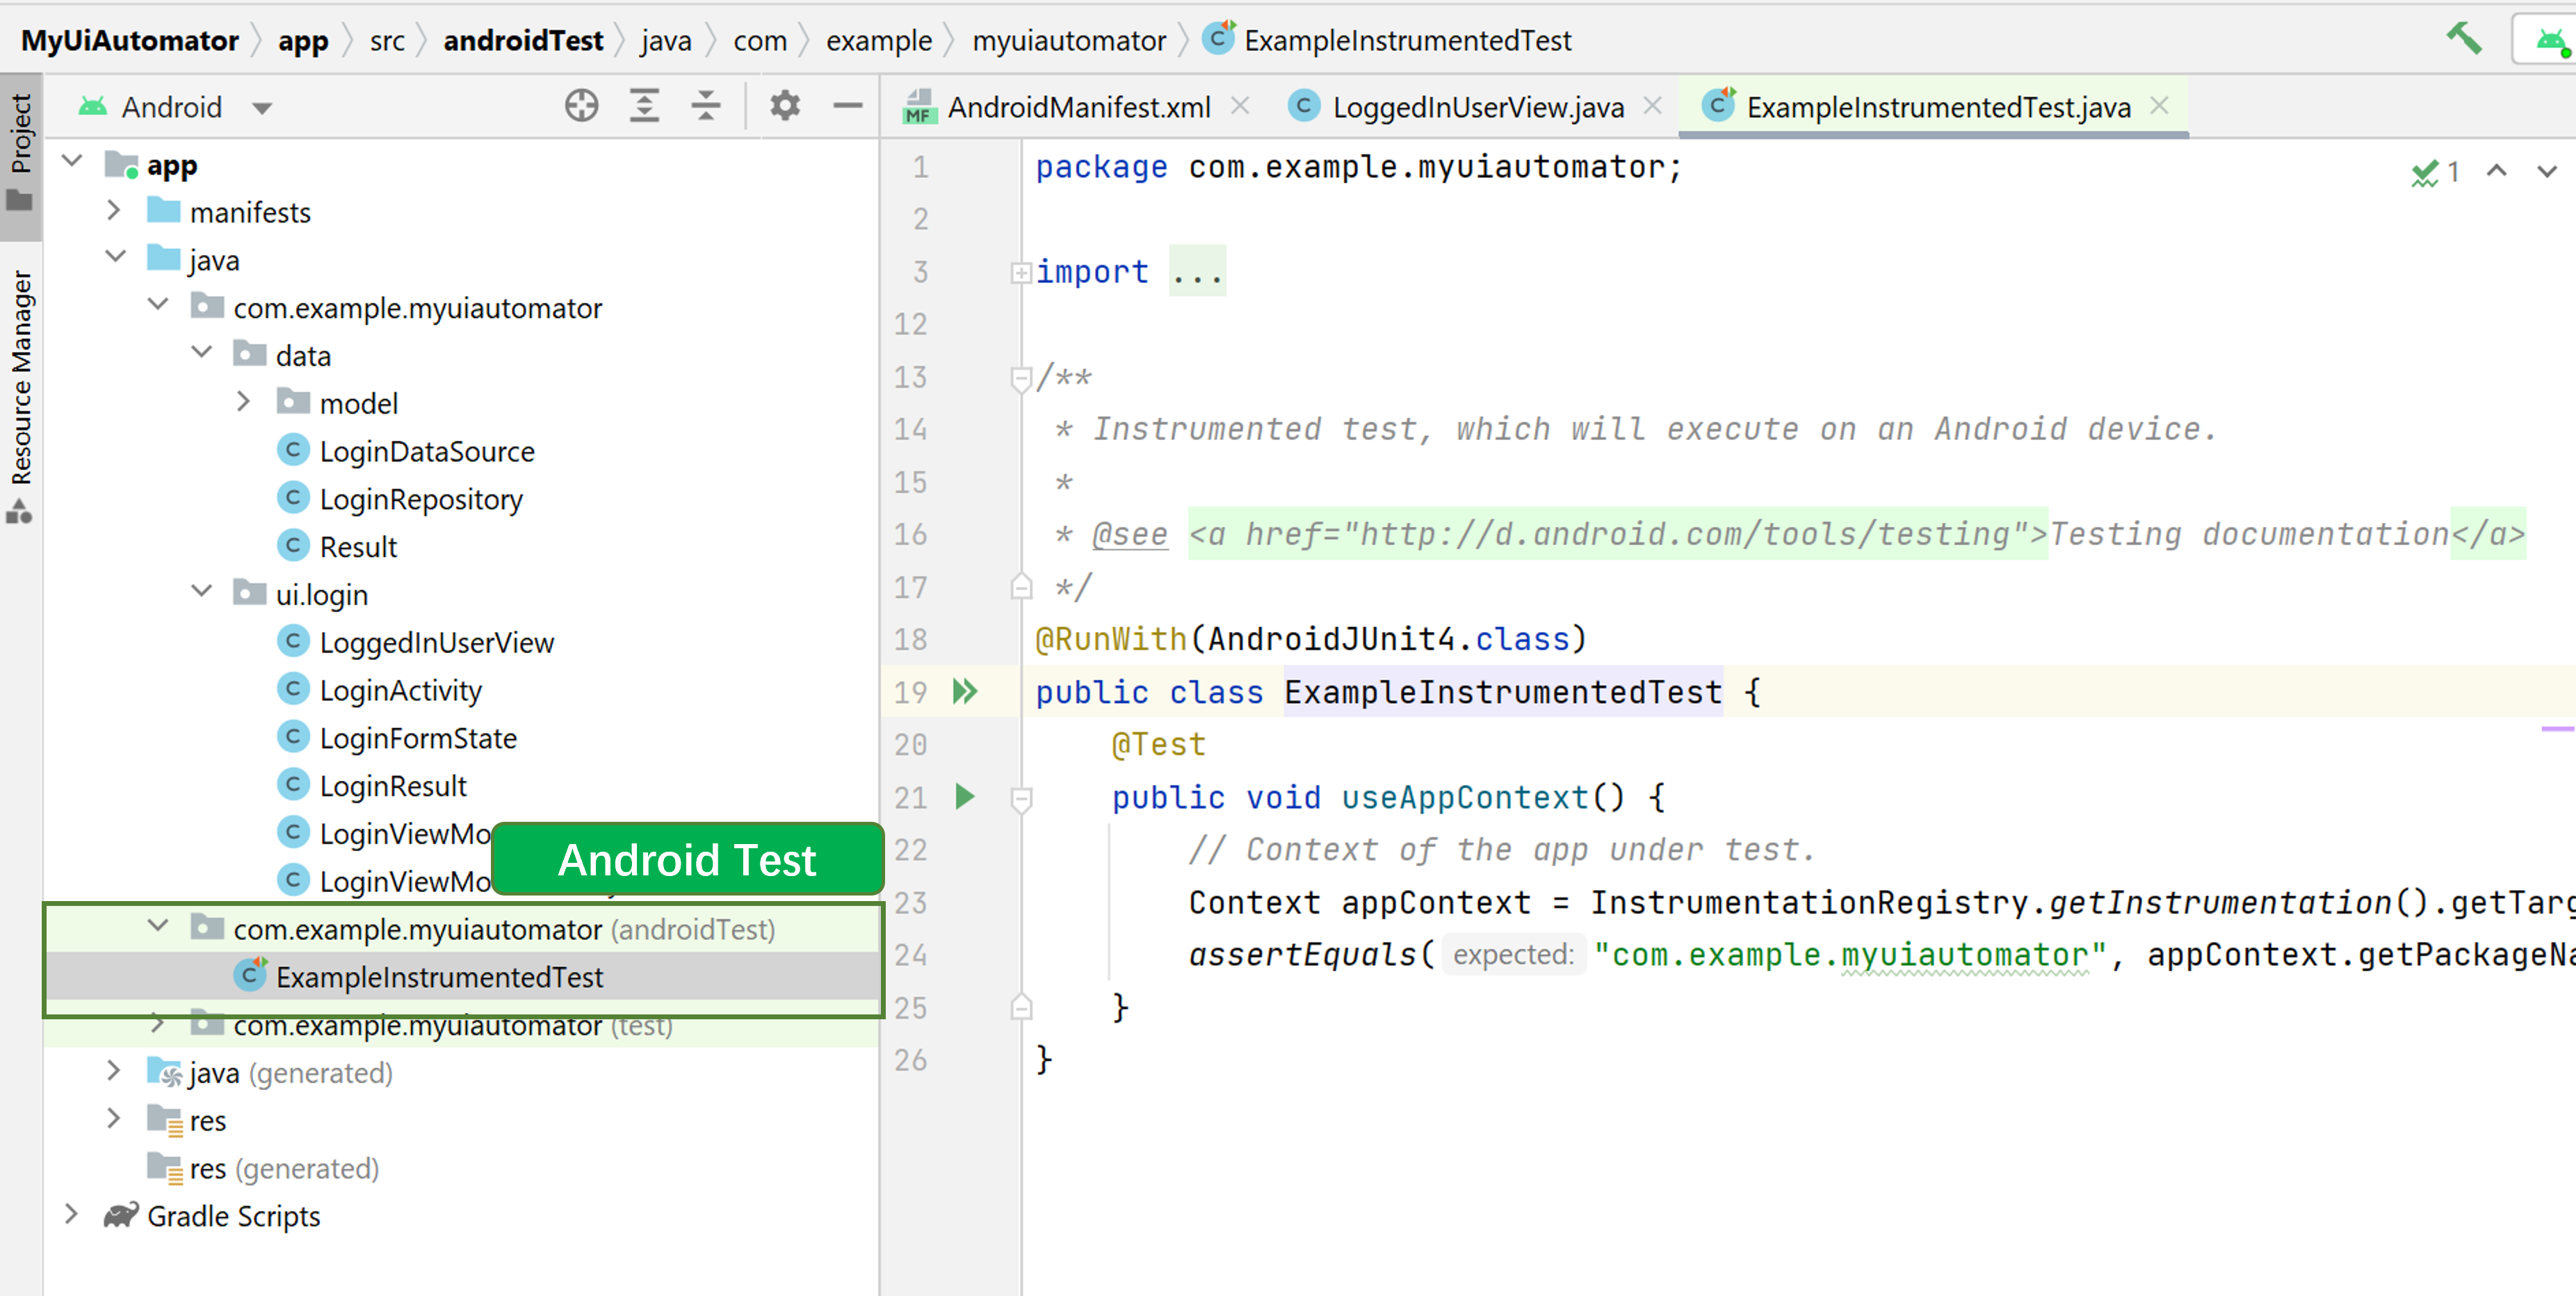 MyUiAutomator app src androidTest java com example myuiautomator ExampleInstrumentedTest
Project
Resource Manager
Android
app
manifests
java
com.example.myuiautomator
data
model
LoginDataSource
LoginRepository
Result
ui.login
LoggedInUserView
LoginActivity
LoginFormState
LoginResult
LoginViewMo
LoginViewMo
Android Test
com.example.myuiautomator (androidTest)
ExampleInstrumentedTest
com.example.myuiautomator (test)
java (generated)
res
res (generated)
Gradle Scripts
AndroidManifest.xml LoggedInUserView.java ExampleInstrumentedTest.java
1 package com.example.myuiautomator; 1
2
3 import ...
12
13 /**
14 * Instrumented test, which will execute on an Android device.
15 *
16 * @see <a href="http://d.android.com/tools/testing">Testing documentation</a>
17 */
18 @RunWith(AndroidJUnit4.class)
19 public class ExampleInstrumentedTest {
20 @Test
21 public void useAppContext() {
22 // Context of the app under test.
23 Context appContext = InstrumentationRegistry.getInstrumentation().getTarg
24 assertEquals( expected: "com.example.myuiautomator", appContext.getPackageNa
25 }
26 }